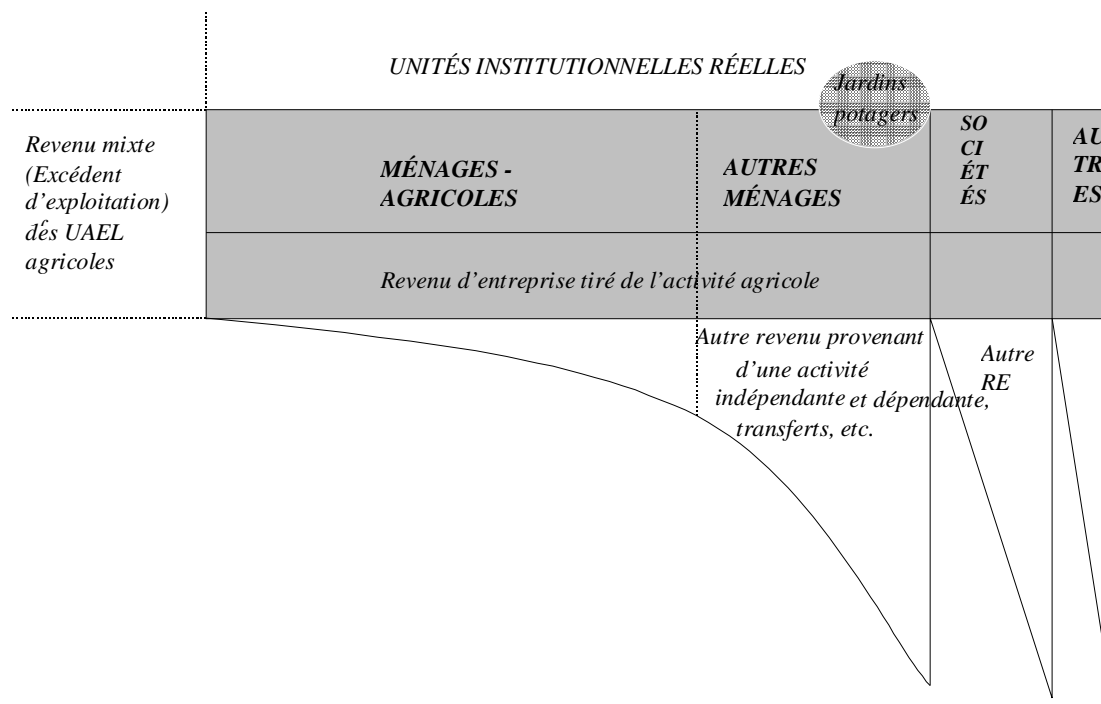 UNITÉS INSTITUTIONNELLES RÉELLES
Jardins
potagers
Revenu mixte
(Excédent
d’exploitation)
dés UAEL
agricoles
MÉNAGES -
AGRICOLES
AUTRES
MÉNAGES
SO
CI
ÉT
ÉS
AU
TR
ES
Revenu d’entreprise tiré de l’activité agricole
Autre revenu provenant
d’une activité
indépendante et dépendante,
transferts, etc.
Autre
RE